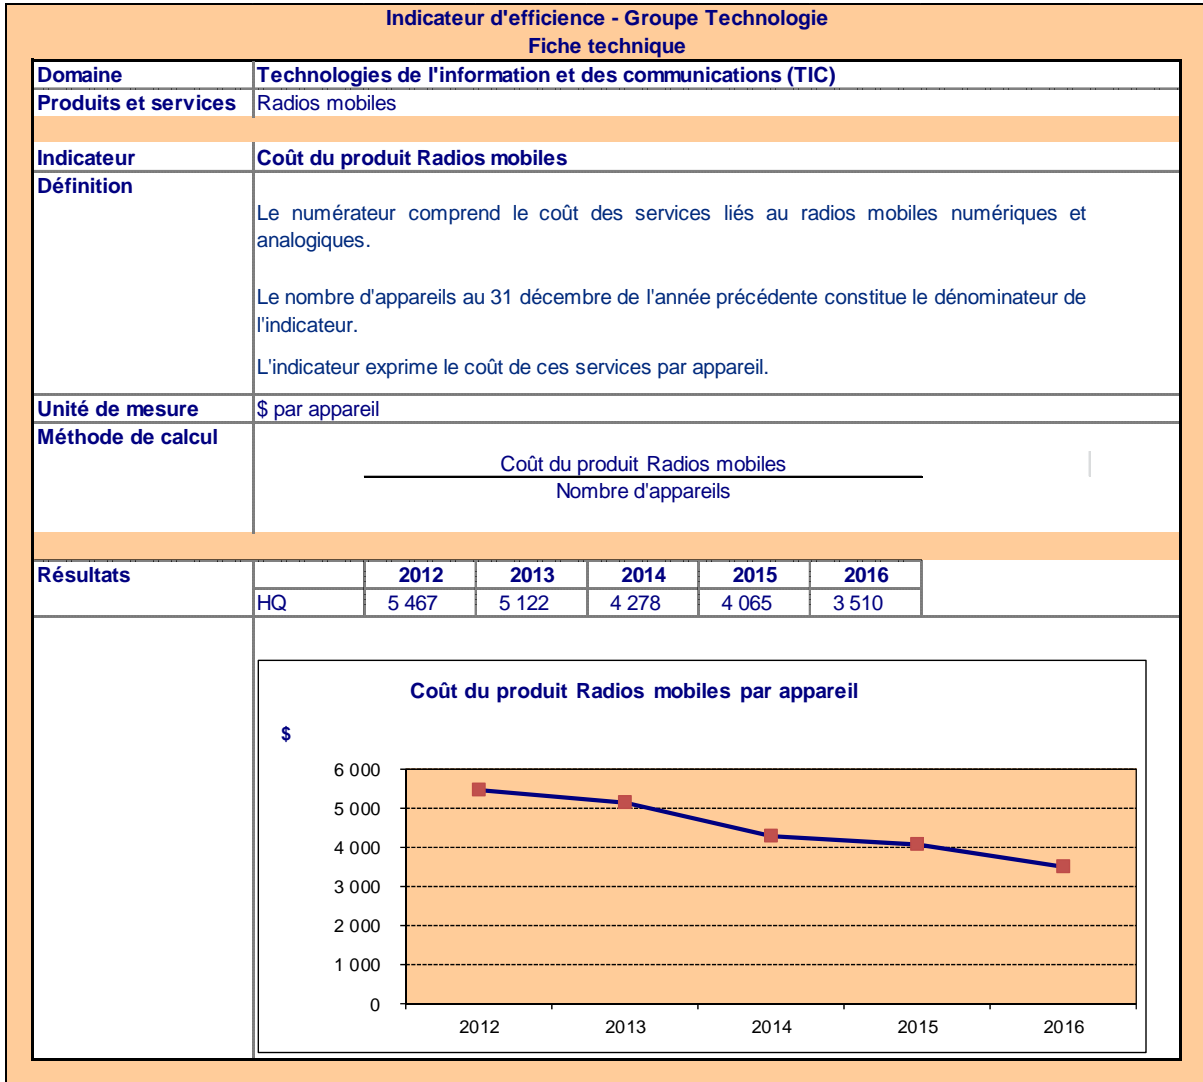 Indicateur d'efficience - Groupe Technologie
Fiche technique
Domaine Technologies de l'information et des communications (TIC)
Produits et services Radios mobiles
Indicateur Coût du produit Radios mobiles
Définition
Le numérateur comprend le coût des services liés au radios mobiles numériques et
analogiques.
Le nombre d'appareils au 31 décembre de l'année précédente constitue le dénominateur de
l'indicateur.
L'indicateur exprime le coût de ces services par appareil.
Unité de mesure $ par appareil
Méthode de calcul
Coût du produit Radios mobiles
Nombre d'appareils
Résultats 2012 2013 2014 2015 2016
HQ 5 467 5 122 4 278 4 065 3 510
Coût du produit Radios mobiles par appareil
$
6 000
5 000
4 000
3 000
2 000
1 000
0
2012 2013 2014 2015 2016